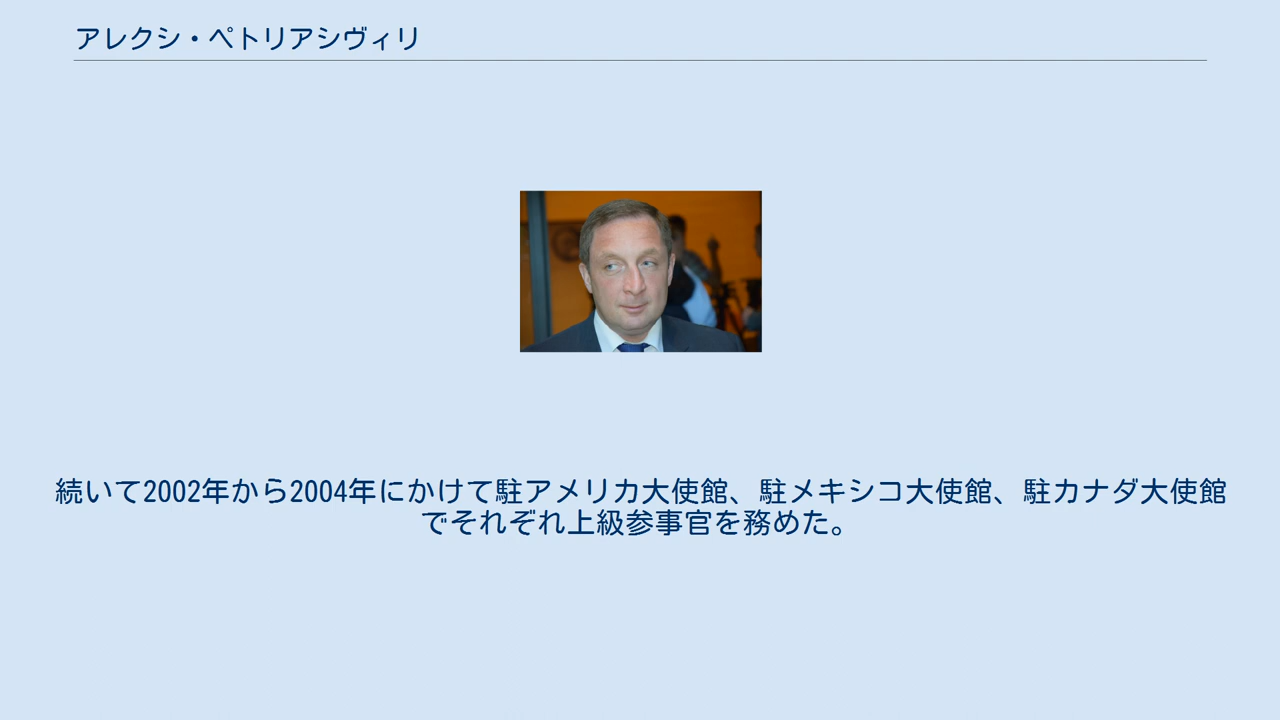 アレクシ・ペトリアシヴィリ
続いて2002年から2004年にかけて駐アメリカ大使館、駐メキシコ大使館、駐カナダ大使館
でそれぞれ上級参事官を務めた。